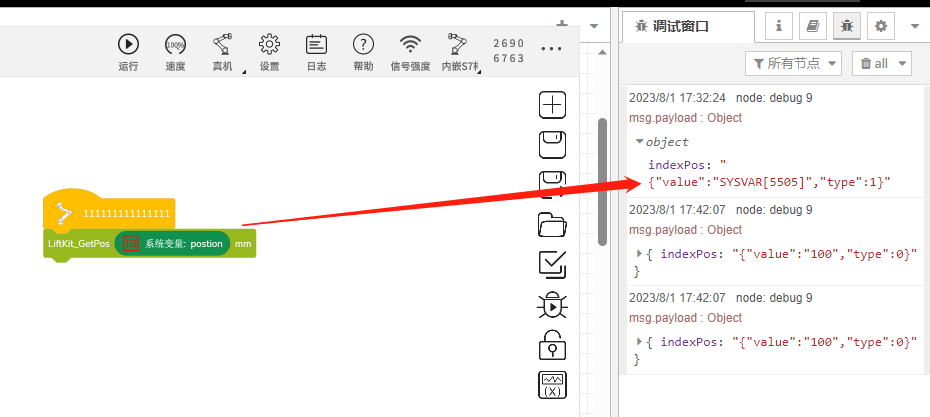 运行
100%
速度
真机
设置
日志
帮助
信号强度
内嵌S7机
2690
6763
...
11111111111111
LiftKit_GetPos 系统变量: postion mm
(X)
调试窗口
所有节点
all
2023/8/1 17:32:24 node: debug 9
msg.payload : Object
object
indexPos: "
{"value":"SYSVAR[5505]","type":1}"
2023/8/1 17:42:07 node: debug 9
msg.payload : Object
{ indexPos: "{"value":"100","type":0}"
}
2023/8/1 17:42:07 node: debug 9
msg.payload : Object
{ indexPos: "{"value":"100","type":0}"
}